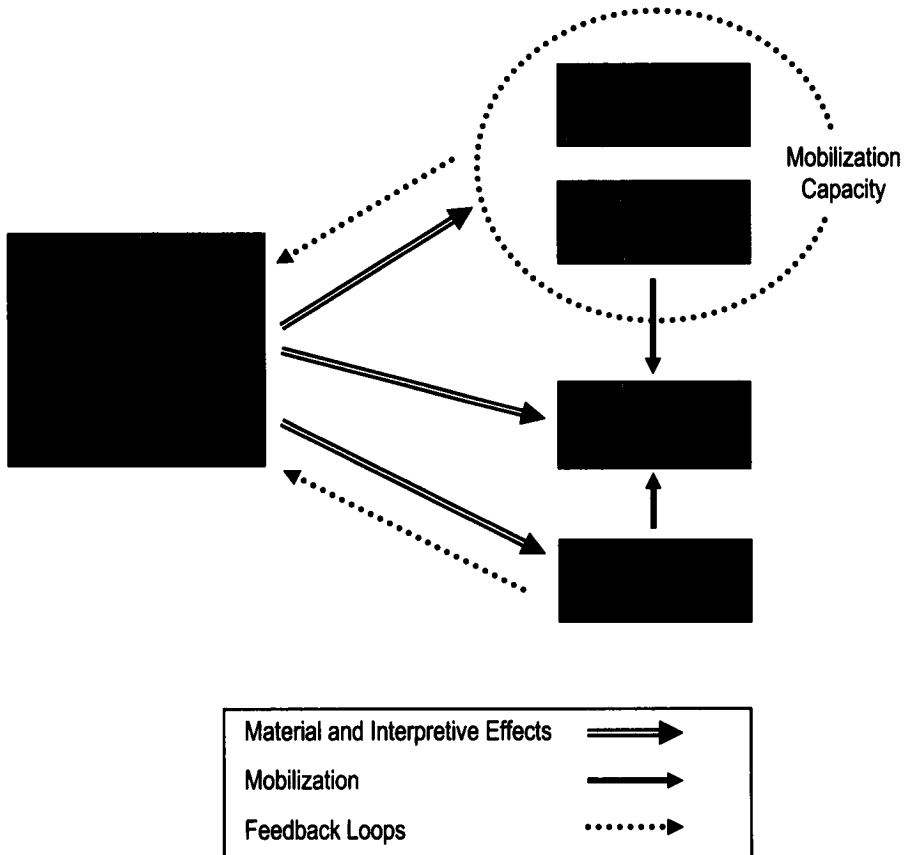 Mobilization
Capacity
Material and Interpretive Effects
Mobilization
Feedback Loops